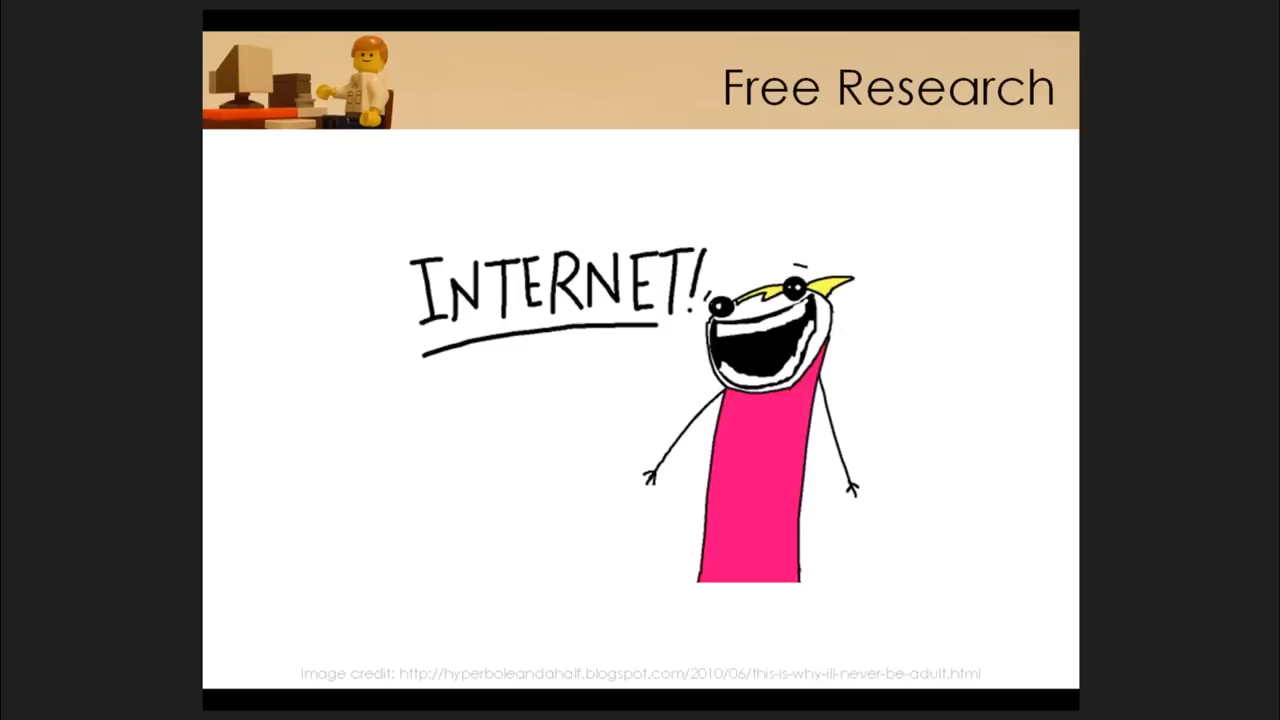 Free Research
INTERNET!
Image credit: http://hyperboleandahalf.blogspot.com/2010/06/this-is-why-ill-never-be-adult.html